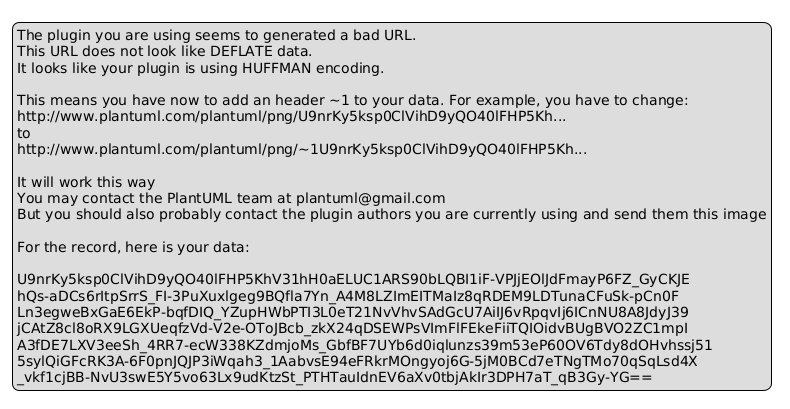 The plugin you are using seems to generated a bad URL.
This URL does not look like DEFLATE data.
It looks like your plugin is using HUFFMAN encoding.
This means you have now to add an header ~1 to your data. For example, you have to change:
http://www.plantuml.com/plantuml/png/U9nrKy5ksp0ClVihD9yQO40lFHP5Kh...
to
http://www.plantuml.com/plantuml/png/~1U9nrKy5ksp0ClVihD9yQO40lFHP5Kh...
It will work this way
You may contact the PlantUML team at plantuml@gmail.com
But you should also probably contact the plugin authors you are currently using and send them this image
For the record, here is your data:
U9nrKy5ksp0ClVihD9yQO40lFHP5KhV31hH0aELUC1ARS90bLQBI1iF-VPJjEOlJdFmayP6FZ_GyCKJE
hQs-aDCs6rItpSrrS_FI-3PuXuxlgeg9BQfla7Yn_A4M8LZImEITMaIz8qRDEM9LDTunaCFuSk-pCn0F
Ln3egweBxGaE6EkP-bqfDIQ_YZupHWbPTl3L0eT21NvVhvSAdGcU7AiIJ6vRpqvIj6ICnNU8A8JdyJ39
jCAtZ8cl8oRX9LGXUeqfzVd-V2e-OToJBcb_zkX24qDSEWPsVImFlFEkeFiiTQIOidvBUgBVO2ZC1mpI
A3fDE7LXV3eeSh_4RR7-ecW338KZdmjoMs_GbfBF7UYb6d0iqlunzs39m53eP60OV6Tdy8dOHvhssj51
5sylQiGFcRK3A-6F0pnJQJP3iWqah3_1AabvsE94eFRkrMOngyoj6G-5jM0BCd7eTNgTMo70qSqLsd4X
_vkf1cjBB-NvU3swE5Y5vo63Lx9udKtzSt_PTHTauIdnEV6aXv0tbjAkIr3DPH7aT_qB3Gy-YG==